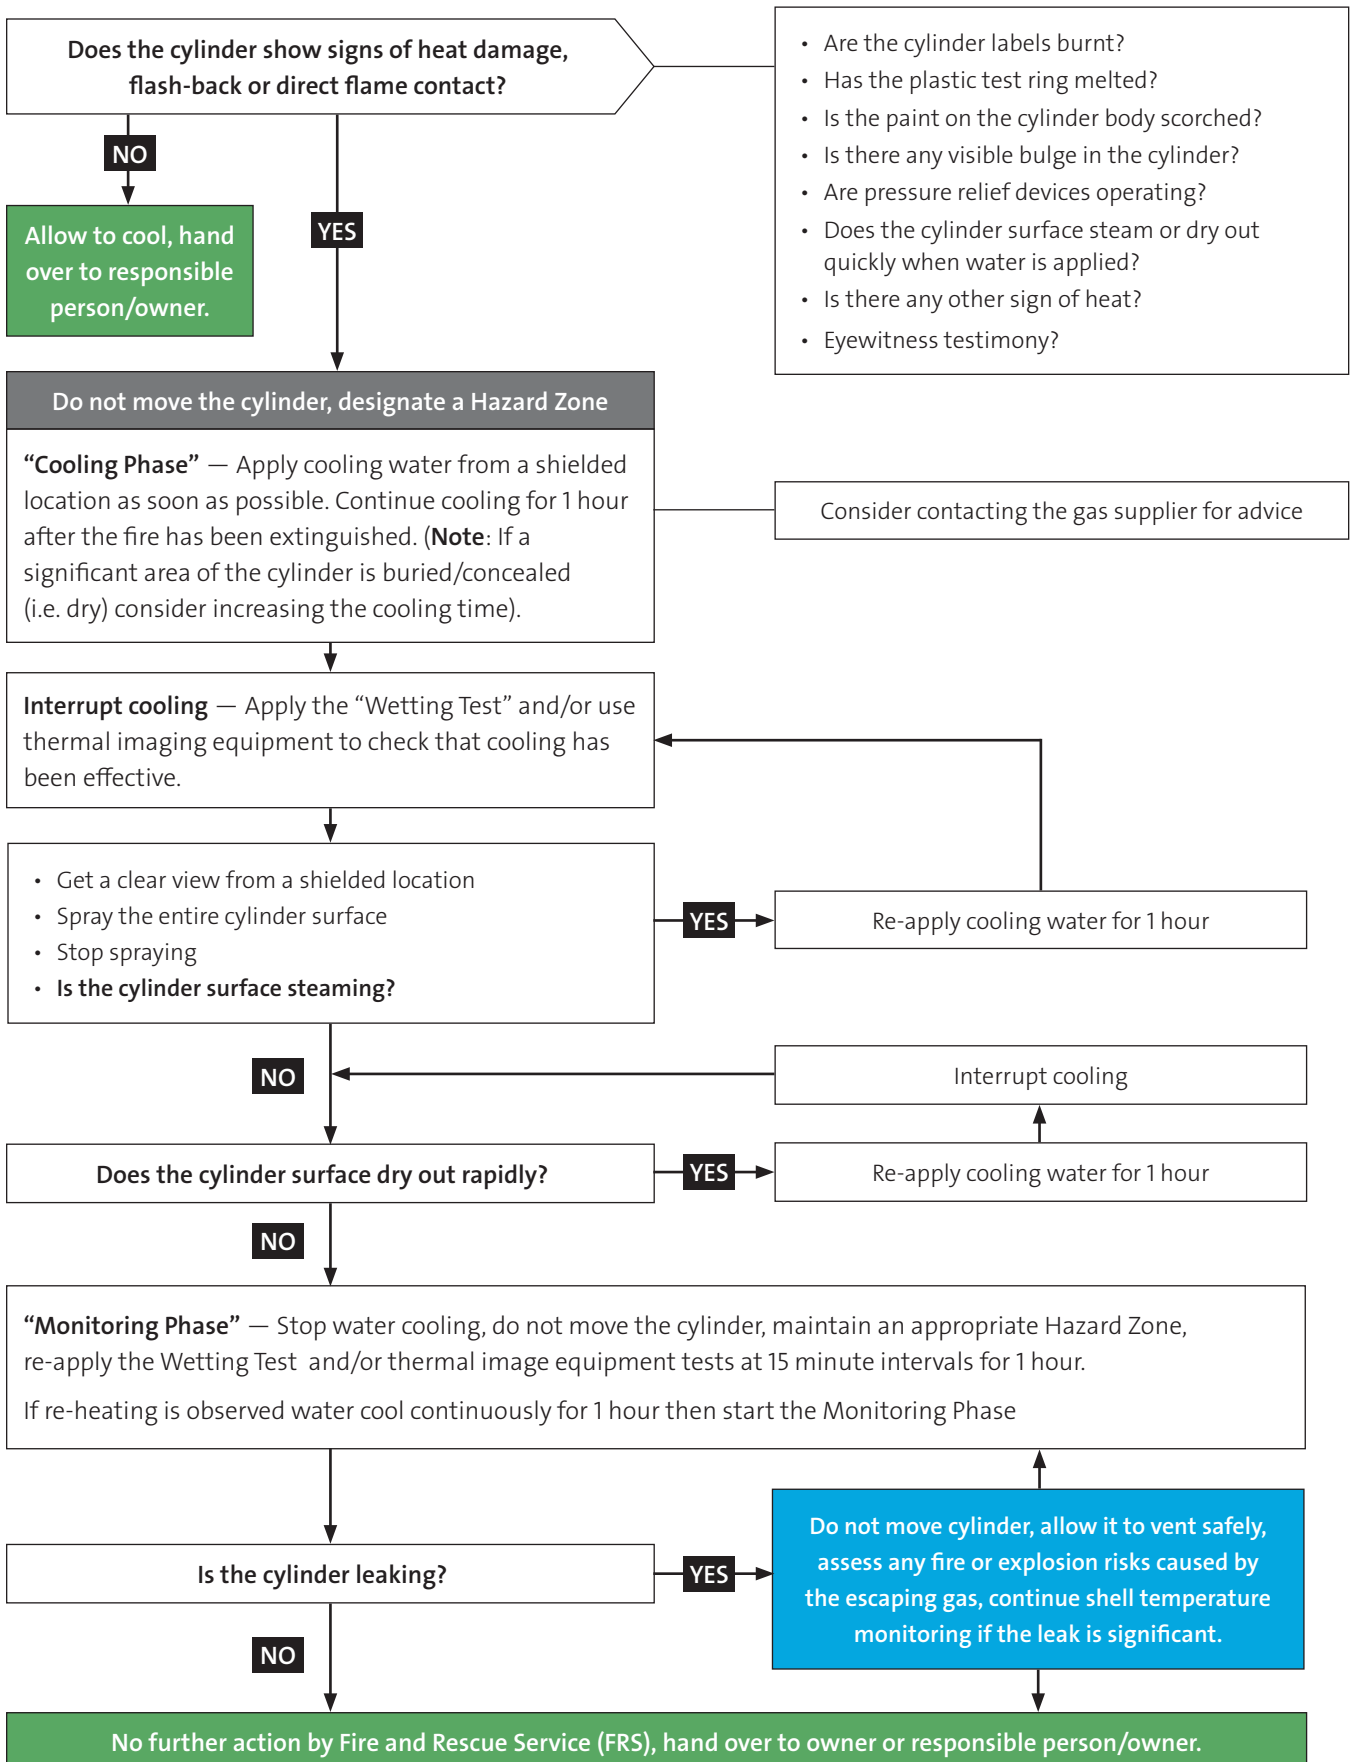 Does the cylinder show signs of heat damage,
flash-back or direct flame contact?
• Are the cylinder labels burnt?
• Has the plastic test ring melted?
• Is the paint on the cylinder body scorched?
• Is there any visible bulge in the cylinder?
• Are pressure relief devices operating?
• Does the cylinder surface steam or dry out
quickly when water is applied?
• Is there any other sign of heat?
• Eyewitness testimony?
NO
Allow to cool, hand
over to responsible
person/owner.
YES
Do not move the cylinder, designate a Hazard Zone
“Cooling Phase” — Apply cooling water from a shielded
location as soon as possible. Continue cooling for 1 hour
after the fire has been extinguished. (Note: If a
significant area of the cylinder is buried/concealed
(i.e. dry) consider increasing the cooling time).
Consider contacting the gas supplier for advice
Interrupt cooling — Apply the “Wetting Test” and/or use
thermal imaging equipment to check that cooling has
been effective.
• Get a clear view from a shielded location
• Spray the entire cylinder surface
• Stop spraying
• Is the cylinder surface steaming?
YES
Re-apply cooling water for 1 hour
NO
Interrupt cooling
Does the cylinder surface dry out rapidly?
YES
Re-apply cooling water for 1 hour
NO
“Monitoring Phase” — Stop water cooling, do not move the cylinder, maintain an appropriate Hazard Zone,
re-apply the Wetting Test and/or thermal image equipment tests at 15 minute intervals for 1 hour.
If re-heating is observed water cool continuously for 1 hour then start the Monitoring Phase
Is the cylinder leaking?
YES
Do not move cylinder, allow it to vent safely,
assess any fire or explosion risks caused by
the escaping gas, continue shell temperature
monitoring if the leak is significant.
NO
No further action by Fire and Rescue Service (FRS), hand over to owner or responsible person/owner.